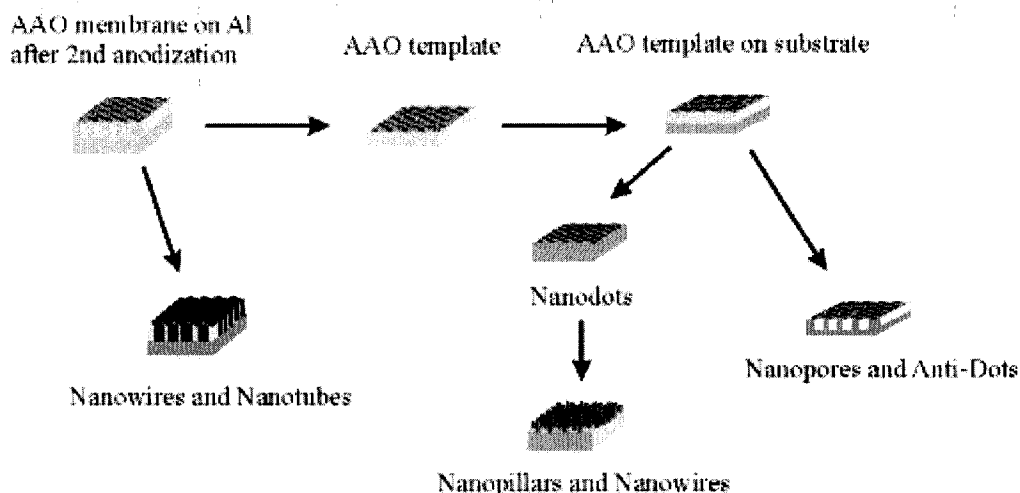 AAO membrane on Al
after 2nd anodization
AAO template
AAO template on substrate
Nanodots
Nanowires and Nanotubes
Nanopores and Anti-Dots
Nanopillars and Nanowires